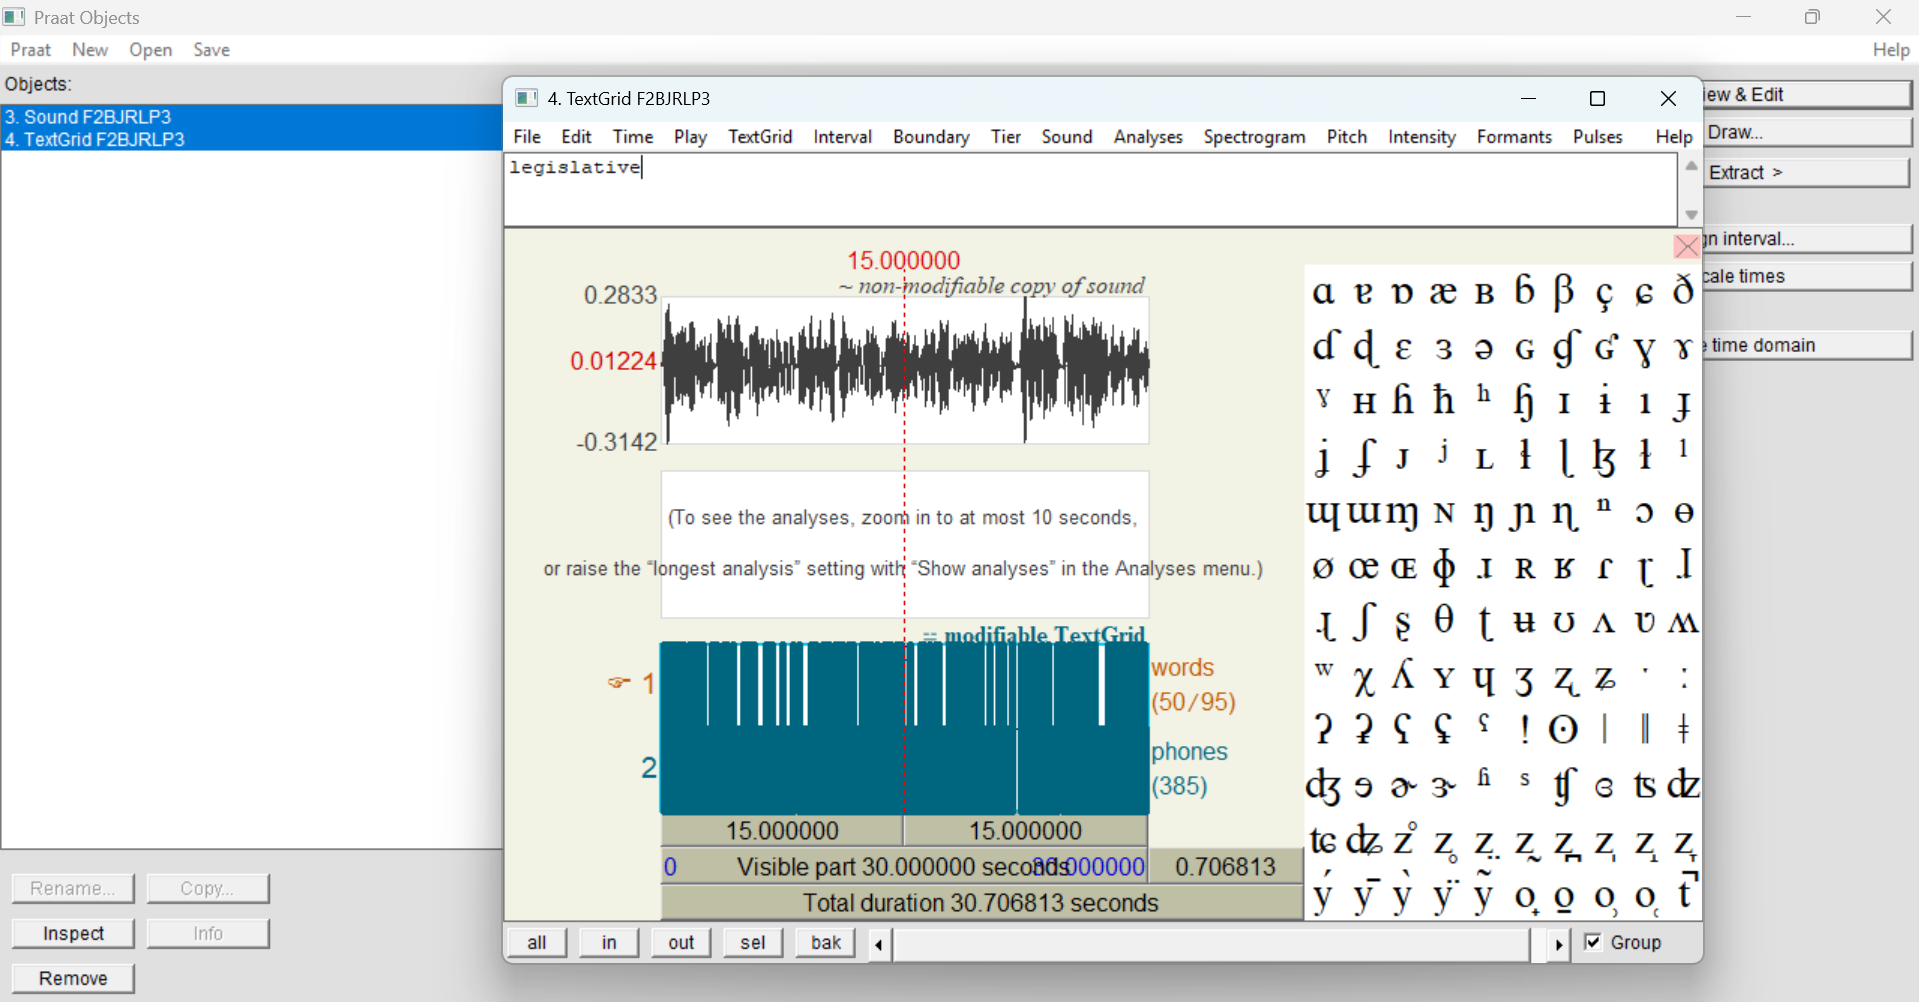 Praat Objects
Praat New Open Save Help
Objects:
3. Sound F2BJRLP3
4. TextGrid F2BJRLP3
4. TextGrid F2BJRLP3
File Edit Time Play TextGrid Interval Boundary Tier Sound Analyses Spectrogram Pitch Intensity Formants Pulses Help
legislative
15.000000
~ non-modifiable copy of sound
0.2833
0.01224
-0.3142
(To see the analyses, zoom in to at most 10 seconds,
or raise the “longest analysis” setting with “Show analyses” in the Analyses menu.)
= modifiable TextGrid
☞ 1
words
(50/95)
2
phones
(385)
15.000000 15.000000
0 Visible part 30.000000 seconds 30.000000 0.706813
Total duration 30.706813 seconds
all in out sel bak Group
ɑ ɐ ɒ æ ʙ ɓ β ç ɕ ð
ɗ ɖ ɛ ɜ ə ɢ ɠ ʛ ɣ ɤ
ˠ ʜ ɦ ħ ʰ ɧ ɪ ɨ ı ɟ
ʝ ʄ ᴊ ʲ ʟ ɫ ɭ ɮ ɬ ˡ
ɰ ɯ ɱ ɴ ŋ ɲ ɳ ⁿ ɔ ɵ
ø œ ɶ ɸ ɹ ʀ ʁ ɾ ɽ ɺ
ɻ ʃ ʂ θ ʈ ʉ ʊ ʌ ʋ ʍ
ʷ χ ʎ ʏ ɥ ʒ ʐ ʑ ˑ ː
ʔ ʡ ʕ ʢ ˤ ! ʘ ǀ ǁ ǂ
ʤ ɘ ɚ ɝ ʱ ˢ ʧ ɞ ʦ ʣ
iew & Edit
Draw...
Extract >
gn interval...
cale times
e time domain
Rename... Copy...
Inspect Info
Remove